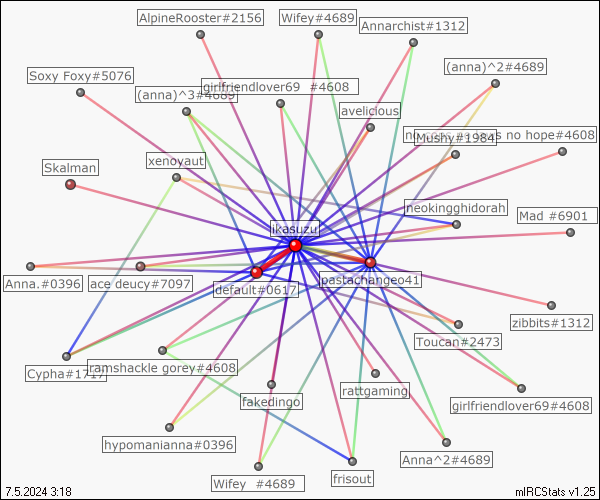 AlpineRooster#2156
Wifey#4689
Annarchist#1312
(anna)^2#4689
Soxy Foxy#5076
(anna)^3#4689
girlfriendlover69 #4608
avelicious
no hope#4608
Mushy#1984
xenoyaut
Skalman
neokingghidorah
Mad #6901
ikasuzu
Anna.#0396
ace deucy#7097
default#0617
pastachangeo41
zibbits#1312
Toucan#2473
Cypha#1717
ramshackle gorey#4608
fakedingo
rattgaming
girlfriendlover69#4608
hypomanianna#0396
Anna^2#4689
Wifey #4689
frisout
7.5.2024 3:18
mIRCStats v1.25